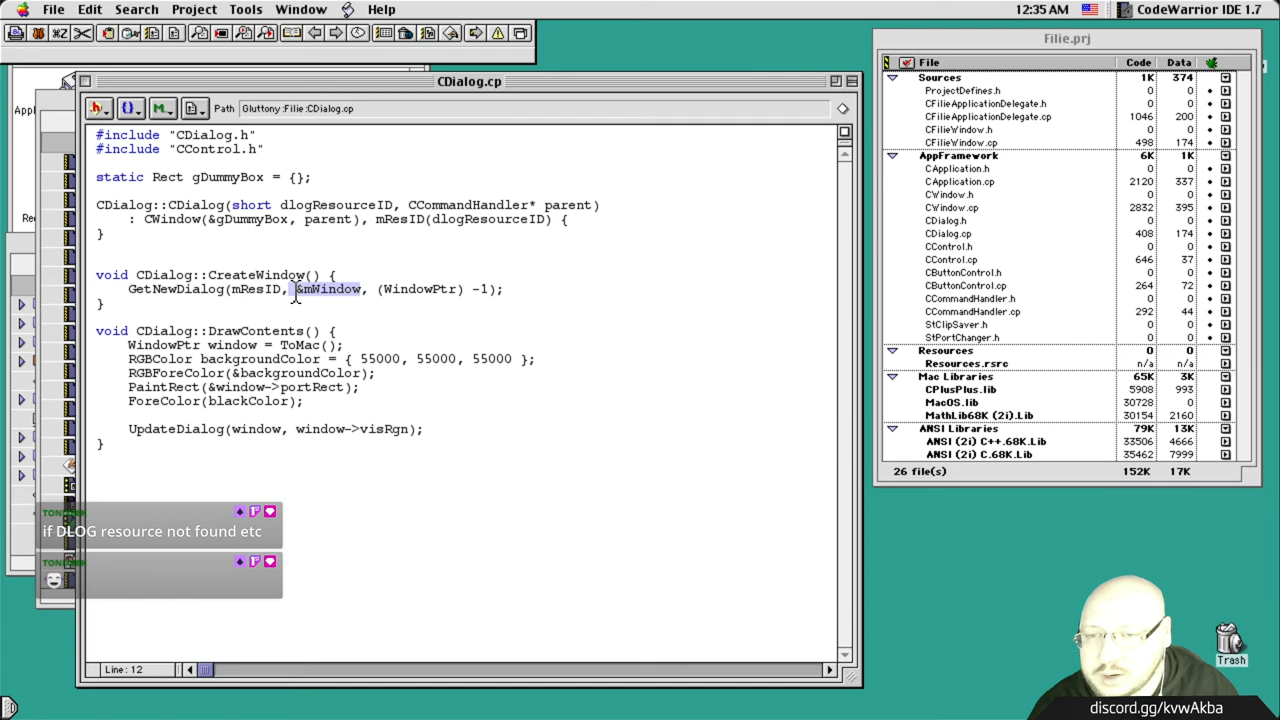 File Edit Search Project Tools Window Help
12:35 AM CodeWarrior IDE 1.7
CDialog.cp
Path Gluttony:Filie:CDialog.cp
#include "CDialog.h"
#include "CControl.h"
static Rect gDummyBox = {};
CDialog::CDialog(short dlogResourceID, CCommandHandler* parent)
: CWindow(&gDummyBox, parent), mResID(dlogResourceID) {
}
void CDialog::CreateWindow() {
GetNewDialog(mResID, &mWindow, (WindowPtr) -1);
}
void CDialog::DrawContents() {
WindowPtr window = ToMac();
RGBColor backgroundColor = { 55000, 55000, 55000 };
RGBForeColor(&backgroundColor);
PaintRect(&window->portRect);
ForeColor(blackColor);
UpdateDialog(window, window->visRgn);
}
if DLOG resource not found etc
Line: 12
Filie.prj
File Code Data
Sources 1K 374
ProjectDefines.h 0 0
CFilieApplicationDelegate.h 0 0
CFilieApplicationDelegate.cp 1046 200
CFilieWindow.h 0 0
CFilieWindow.cp 498 174
AppFramework 6K 1K
CApplication.h 0 0
CApplication.cp 2120 337
CWindow.h 0 0
CWindow.cp 2832 395
CDialog.h 0 0
CDialog.cp 408 174
CControl.h 0 0
CControl.cp 646 37
CButtonControl.h 0 0
CButtonControl.cp 264 72
CCommandHandler.h 0 0
CCommandHandler.cp 292 44
StClipSaver.h 0 0
StPortChanger.h 0 0
Resources 0 0
Resources.rsrc n/a n/a
Mac Libraries 65K 3K
CPlusPlus.lib 5908 993
MacOS.lib 30728 0
MathLib68K (2i).Lib 30154 2160
ANSI Libraries 79K 13K
ANSI (2i) C++.68K.Lib 33506 4666
ANSI (2i) C.68K.Lib 35462 7999
26 file(s) 152K 17K
Trash
discord.gg/kvwAkba